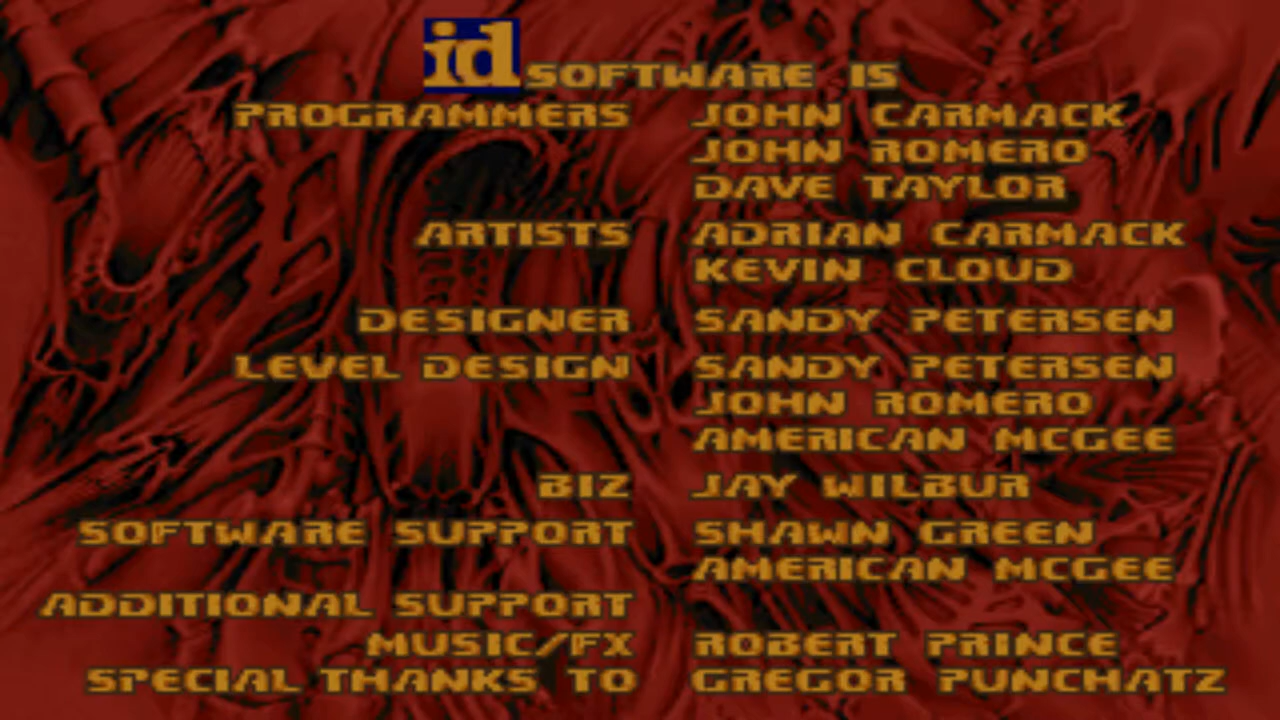 id SOFTWARE IS
PROGRAMMERS JOHN CARMACK
JOHN ROMERO
DAVE TAYLOR
ARTISTS ADRIAN CARMACK
KEVIN CLOUD
DESIGNER SANDY PETERSEN
LEVEL DESIGN SANDY PETERSEN
JOHN ROMERO
AMERICAN MCGEE
BIZ JAY WILBUR
SOFTWARE SUPPORT SHAWN GREEN
AMERICAN MCGEE
ADDITIONAL SUPPORT
MUSIC/FX ROBERT PRINCE
SPECIAL THANKS TO GREGOR PUNCHATZ